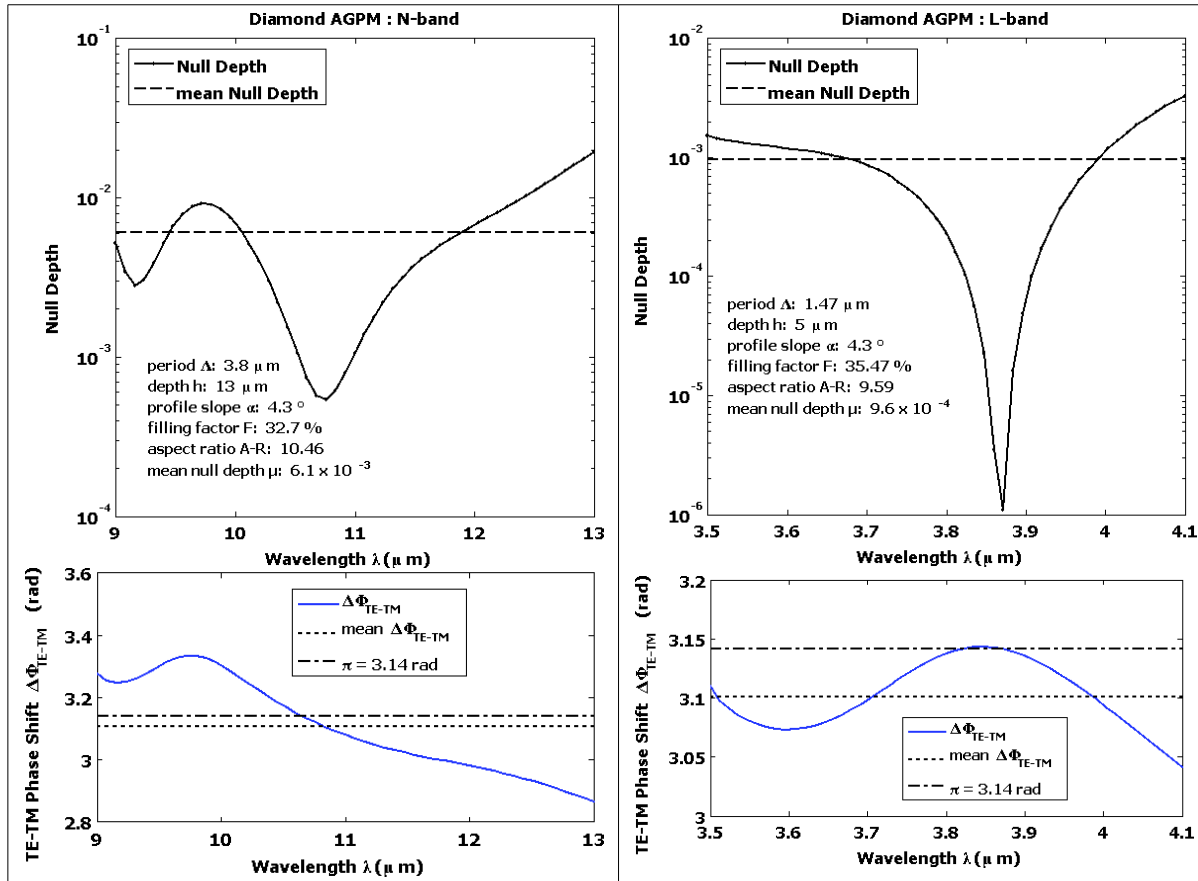 Diamond AGPM : N-band
10^-1
10^-2
10^-3
10^-4
Null Depth
Null Depth
mean Null Depth
period Λ: 3.8 µm
depth h: 13 µm
profile slope α: 4.3 °
filling factor F: 32.7 %
aspect ratio A-R: 10.46
mean null depth µ: 6.1 x 10^-3
9 10 11 12 13
Wavelength λ (µm)
3.6
3.4
3.2
3
2.8
TE-TM Phase Shift ΔΦ_TE-TM (rad)
ΔΦ_TE-TM
mean ΔΦ_TE-TM
π = 3.14 rad
9 10 11 12 13
Wavelength λ (µm)
Diamond AGPM : L-band
10^-2
10^-3
10^-4
10^-5
10^-6
Null Depth
Null Depth
mean Null Depth
period Λ: 1.47 µm
depth h: 5 µm
profile slope α: 4.3 °
filling factor F: 35.47 %
aspect ratio A-R: 9.59
mean null depth µ: 9.6 x 10^-4
3.5 3.6 3.7 3.8 3.9 4 4.1
Wavelength λ (µm)
3.2
3.15
3.1
3.05
3
TE-TM Phase Shift ΔΦ_TE-TM (rad)
ΔΦ_TE-TM
mean ΔΦ_TE-TM
π = 3.14 rad
3.5 3.6 3.7 3.8 3.9 4 4.1
Wavelength λ (µm)